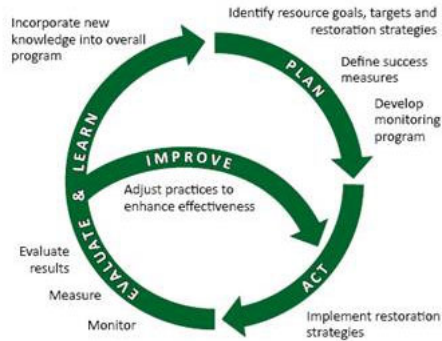 Incorporate new
knowledge into overall
program
Identify resource goals, targets and
restoration strategies
Define success
measures
Develop
monitoring
program
PLAN
IMPROVE
Adjust practices to
enhance effectiveness
EVALUATE & LEARN
Evaluate
results
Measure
Monitor
ACT
Implement restoration
strategies